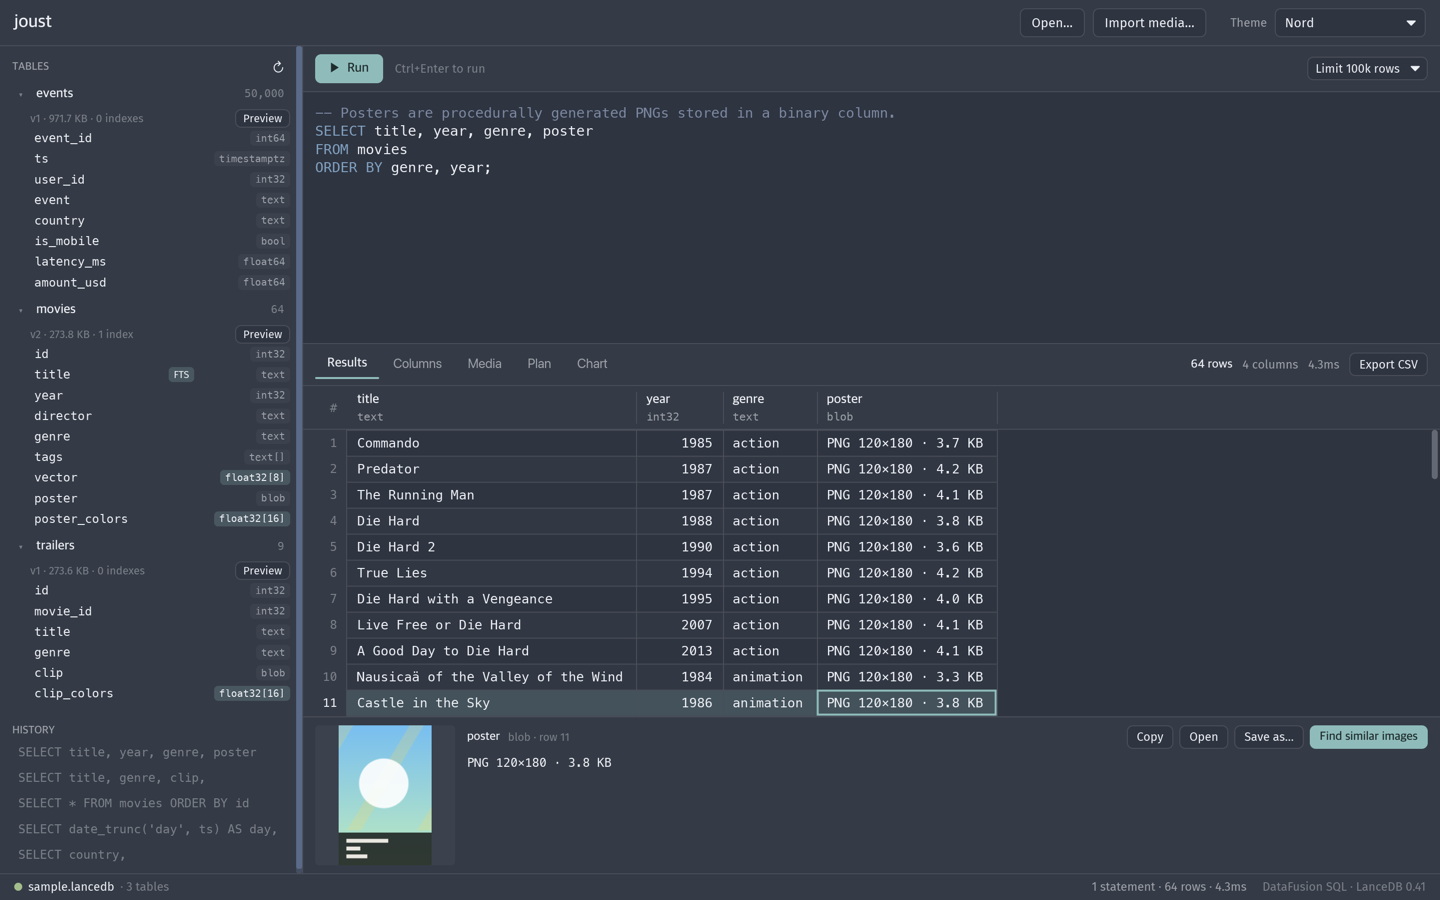 joust
Open...
Import media...
Theme
Nord
TABLES
events 50,000
v1 · 971.7 KB · 0 indexes Preview
event_id int64
ts timestamptz
user_id int32
event text
country text
is_mobile bool
latency_ms float64
amount_usd float64
movies 64
v2 · 273.8 KB · 1 index Preview
id int32
title FTS text
year int32
director text
genre text
tags text[]
vector float32[8]
poster blob
poster_colors float32[16]
trailers 9
v1 · 273.6 KB · 0 indexes Preview
id int32
movie_id int32
title text
genre text
clip blob
clip_colors float32[16]
HISTORY
SELECT title, year, genre, poster
SELECT title, genre, clip,
SELECT * FROM movies ORDER BY id
SELECT date_trunc('day', ts) AS day,
SELECT country,
Run
Ctrl+Enter to run
Limit 100k rows
-- Posters are procedurally generated PNGs stored in a binary column.
SELECT title, year, genre, poster
FROM movies
ORDER BY genre, year;
Results Columns Media Plan Chart
64 rows 4 columns 4.3ms Export CSV
# title year genre poster
text int32 text blob
1 Commando 1985 action PNG 120×180 · 3.7 KB
2 Predator 1987 action PNG 120×180 · 4.2 KB
3 The Running Man 1987 action PNG 120×180 · 4.1 KB
4 Die Hard 1988 action PNG 120×180 · 3.8 KB
5 Die Hard 2 1990 action PNG 120×180 · 3.6 KB
6 True Lies 1994 action PNG 120×180 · 4.2 KB
7 Die Hard with a Vengeance 1995 action PNG 120×180 · 4.0 KB
8 Live Free or Die Hard 2007 action PNG 120×180 · 4.1 KB
9 A Good Day to Die Hard 2013 action PNG 120×180 · 4.1 KB
10 Nausicaä of the Valley of the Wind 1984 animation PNG 120×180 · 3.3 KB
11 Castle in the Sky 1986 animation PNG 120×180 · 3.8 KB
poster blob · row 11
Copy Open Save as... Find similar images
PNG 120×180 · 3.8 KB
sample.lancedb · 3 tables
1 statement · 64 rows · 4.3ms DataFusion SQL · LanceDB 0.41